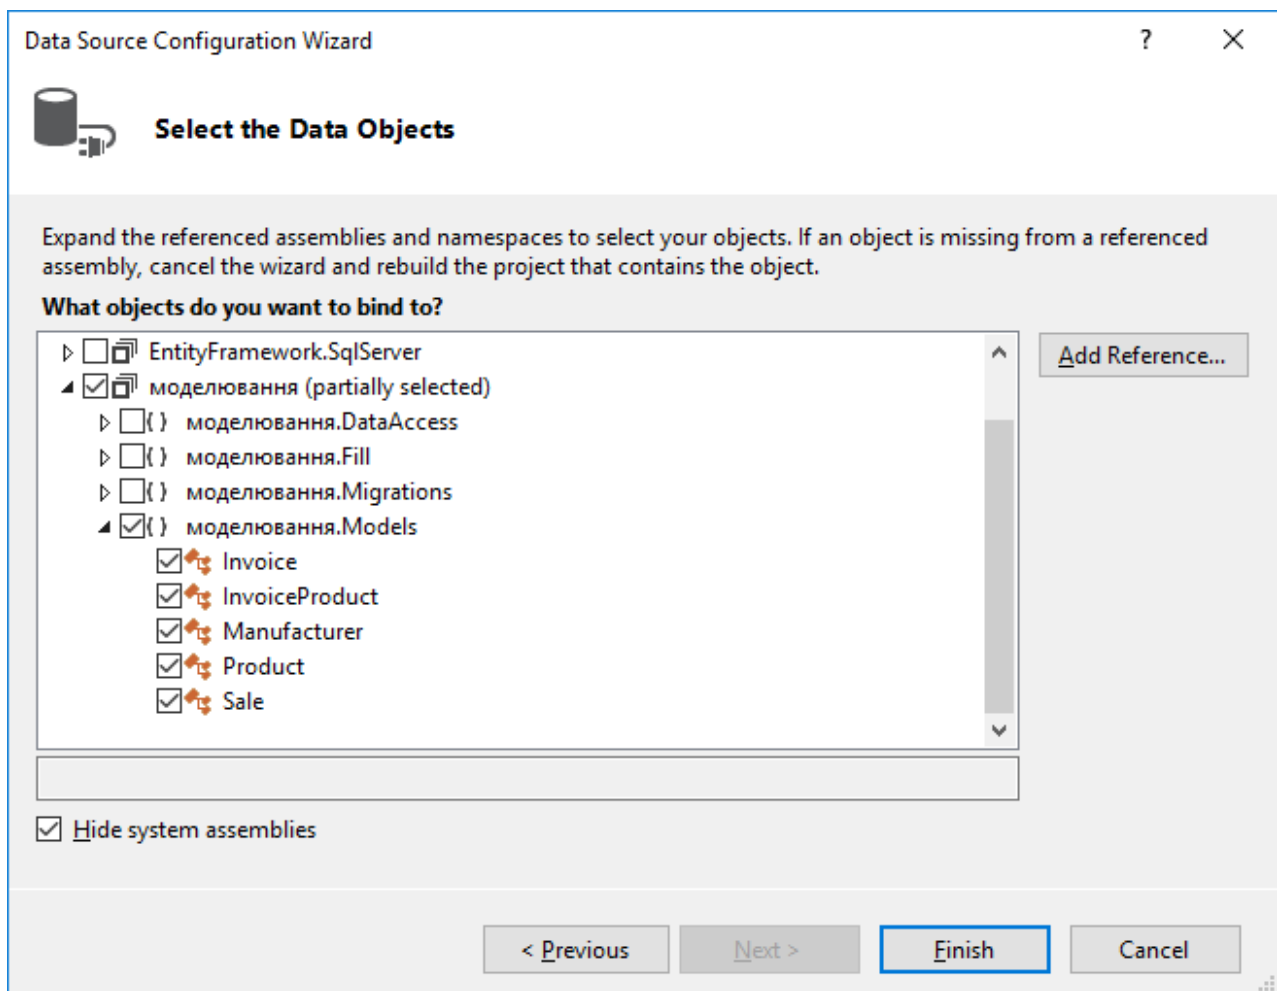 Data Source Configuration Wizard
?
Select the Data Objects
Expand the referenced assemblies and namespaces to select your objects. If an object is missing from a referenced
assembly, cancel the wizard and rebuild the project that contains the object.
What objects do you want to bind to?
EntityFramework.SqlServer
Add Reference...
моделювання (partially selected)
{ } моделювання.DataAccess
{ } моделювання.Fill
{ } моделювання.Migrations
{ } моделювання.Models
Invoice
InvoiceProduct
Manufacturer
Product
Sale
Hide system assemblies
< Previous
Next >
Finish
Cancel